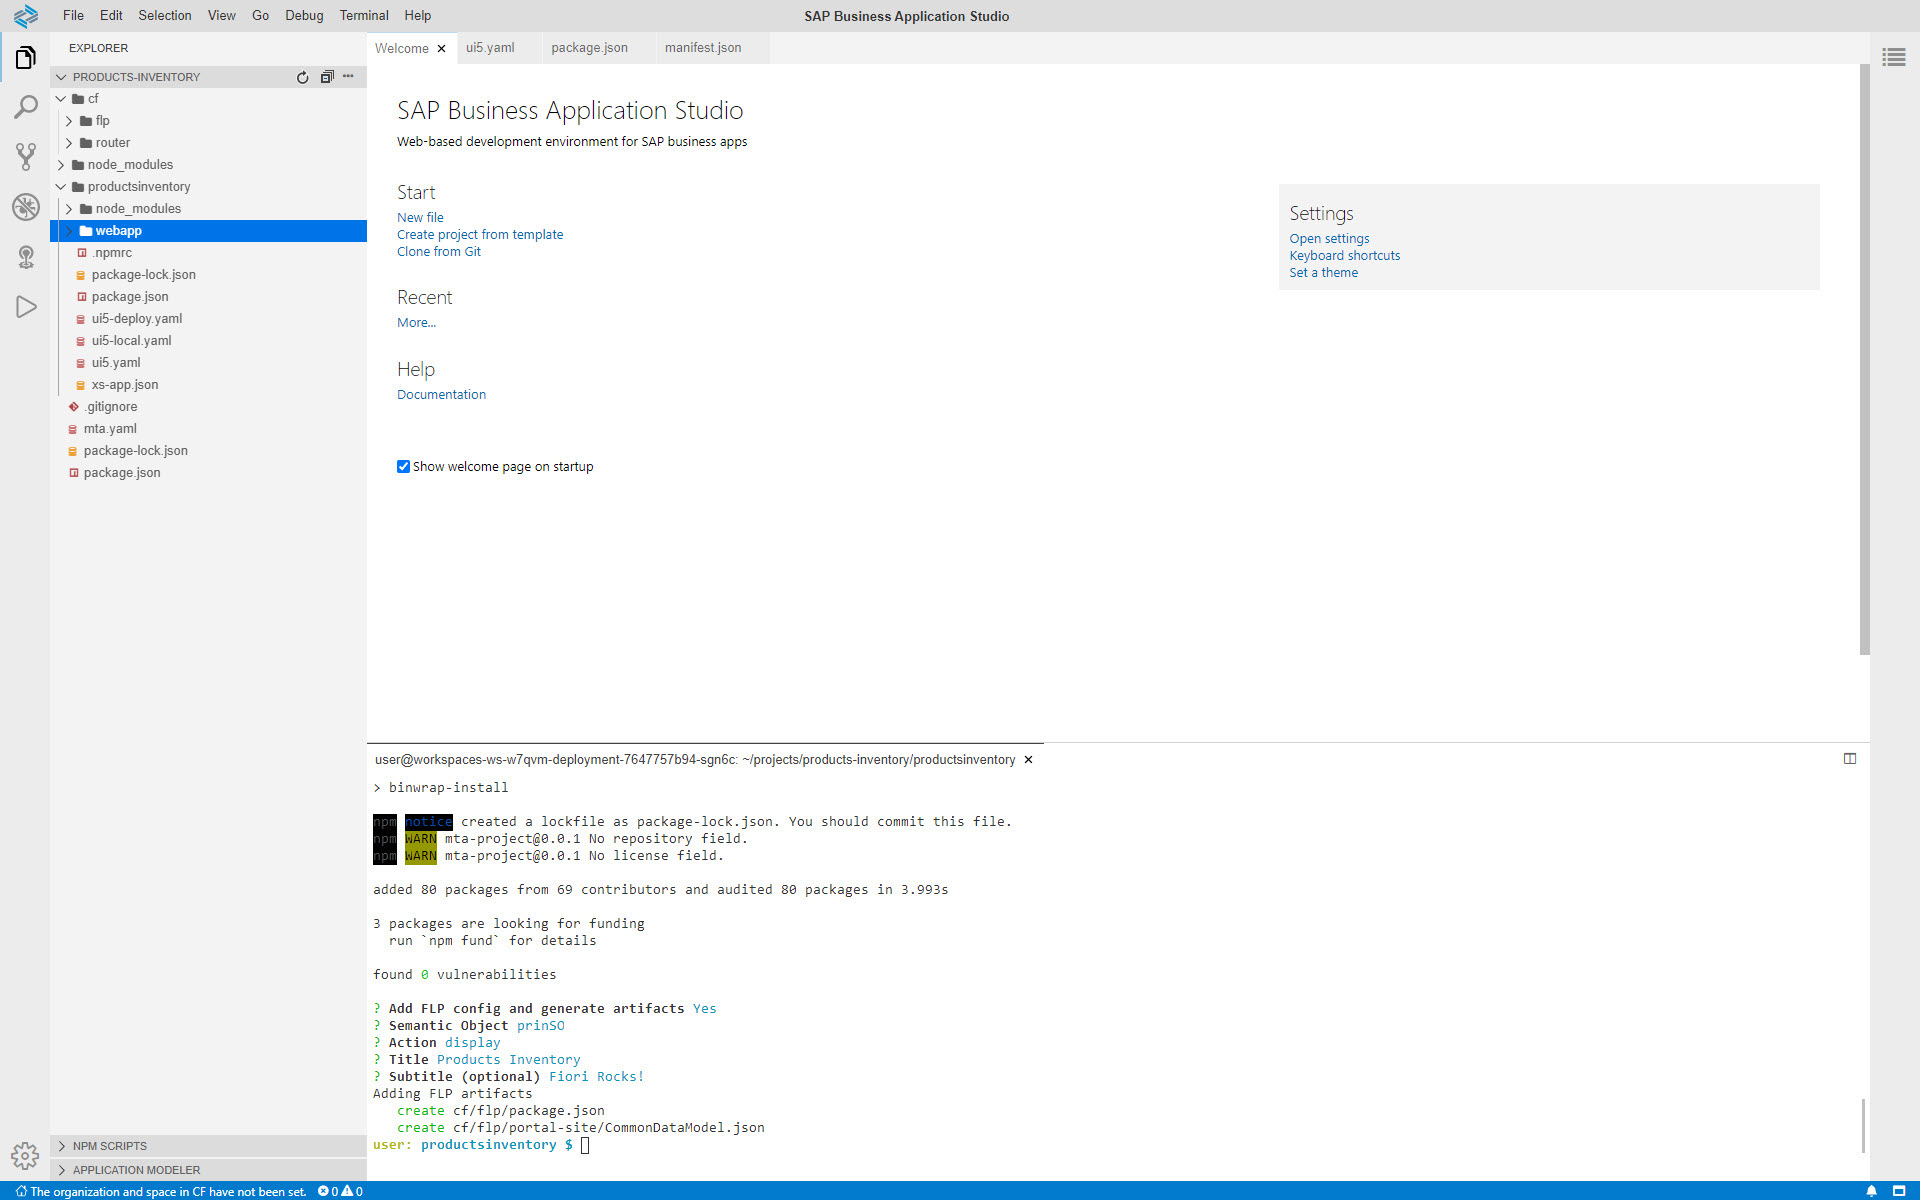 File Edit Selection View Go Debug Terminal Help
SAP Business Application Studio
EXPLORER
PRODUCTS-INVENTORY
cf
flp
router
node_modules
productsinventory
node_modules
webapp
.npmrc
package-lock.json
package.json
ui5-deploy.yaml
ui5-local.yaml
ui5.yaml
xs-app.json
.gitignore
mta.yaml
package-lock.json
package.json
NPM SCRIPTS
APPLICATION MODELER
Welcome ui5.yaml package.json manifest.json
SAP Business Application Studio
Web-based development environment for SAP business apps
Start
New file
Create project from template
Clone from Git
Recent
More...
Help
Documentation
Show welcome page on startup
Settings
Open settings
Keyboard shortcuts
Set a theme
user@workspaces-ws-w7qvm-deployment-7647757b94-sgn6c: ~/projects/products-inventory/productsinventory
> binwrap-install
npm notice created a lockfile as package-lock.json. You should commit this file.
npm WARN mta-project@0.0.1 No repository field.
npm WARN mta-project@0.0.1 No license field.
added 80 packages from 69 contributors and audited 80 packages in 3.993s
3 packages are looking for funding
run `npm fund` for details
found 0 vulnerabilities
? Add FLP config and generate artifacts Yes
? Semantic Object prinSO
? Action display
? Title Products Inventory
? Subtitle (optional) Fiori Rocks!
Adding FLP artifacts
create cf/flp/package.json
create cf/flp/portal-site/CommonDataModel.json
user: productsinventory $
The organization and space in CF have not been set. 0 0